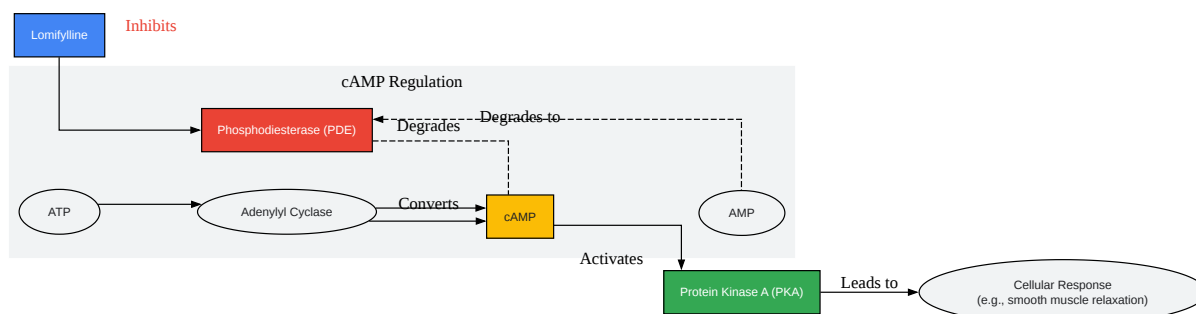 Lomifylline
Inhibits
cAMP Regulation
Phosphodiesterase (PDE)
Degrades
Degrades to
ATP
Adenylyl Cyclase
Converts
cAMP
AMP
Activates
Protein Kinase A (PKA)
Leads to
Cellular Response
(e.g., smooth muscle relaxation)